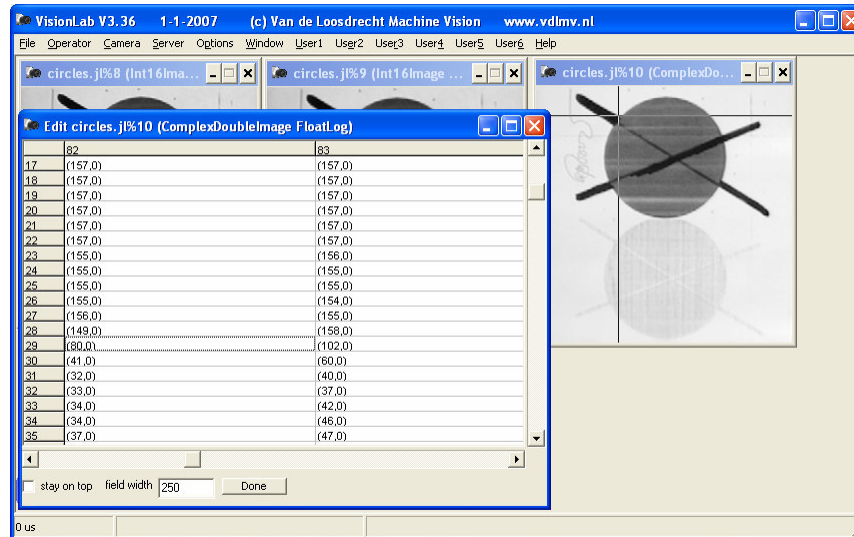 VisionLab V3.36 1-1-2007 (c) Van de Loosdrecht Machine Vision www.vdlmv.nl
File Operator Camera Server Options Window User1 User2 User3 User4 User5 User6 Help
circles.jl%8 (Int16Ima... circles.jl%9 (Int16Image ... circles.jl%10 (ComplexDo...
Edit circles.jl%10 (ComplexDoubleImage FloatLog)
82 83
17 (157,0) (157,0)
18 (157,0) (157,0)
19 (157,0) (157,0)
20 (157,0) (157,0)
21 (157,0) (157,0)
22 (157,0) (157,0)
23 (155,0) (156,0)
24 (155,0) (155,0)
25 (155,0) (155,0)
26 (155,0) (154,0)
27 (156,0) (155,0)
28 (149,0) (158,0)
29 (80,0) (102,0)
30 (41,0) (60,0)
31 (32,0) (40,0)
32 (33,0) (37,0)
33 (34,0) (42,0)
34 (34,0) (46,0)
35 (37,0) (47,0)
stay on top field width 250 Done
0 us